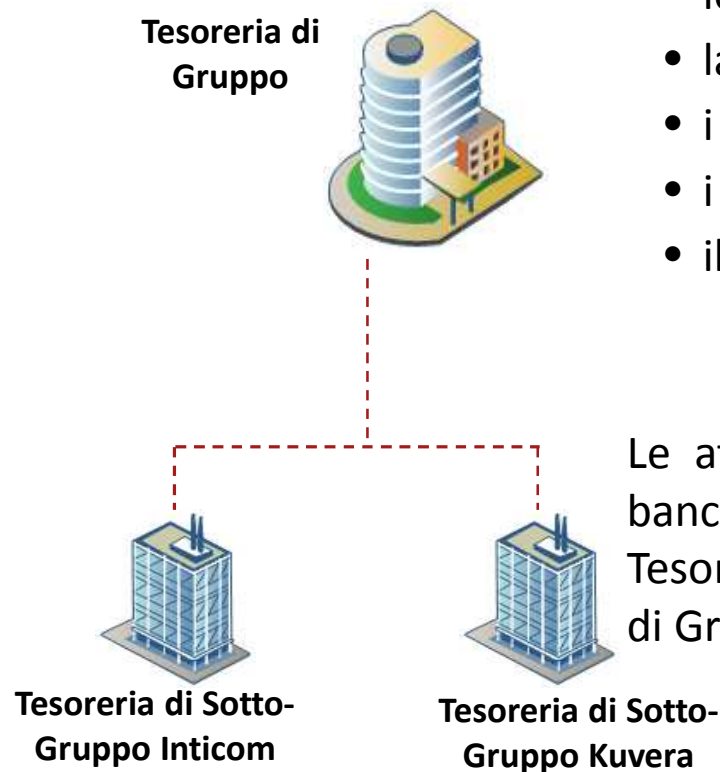 Tesoreria di
Gruppo
• la
• i
• i
Le
banc
Tesor
di Gr
Tesoreria di Sotto-
Gruppo Inticom
Tesoreria di Sotto-
Gruppo Kuvera